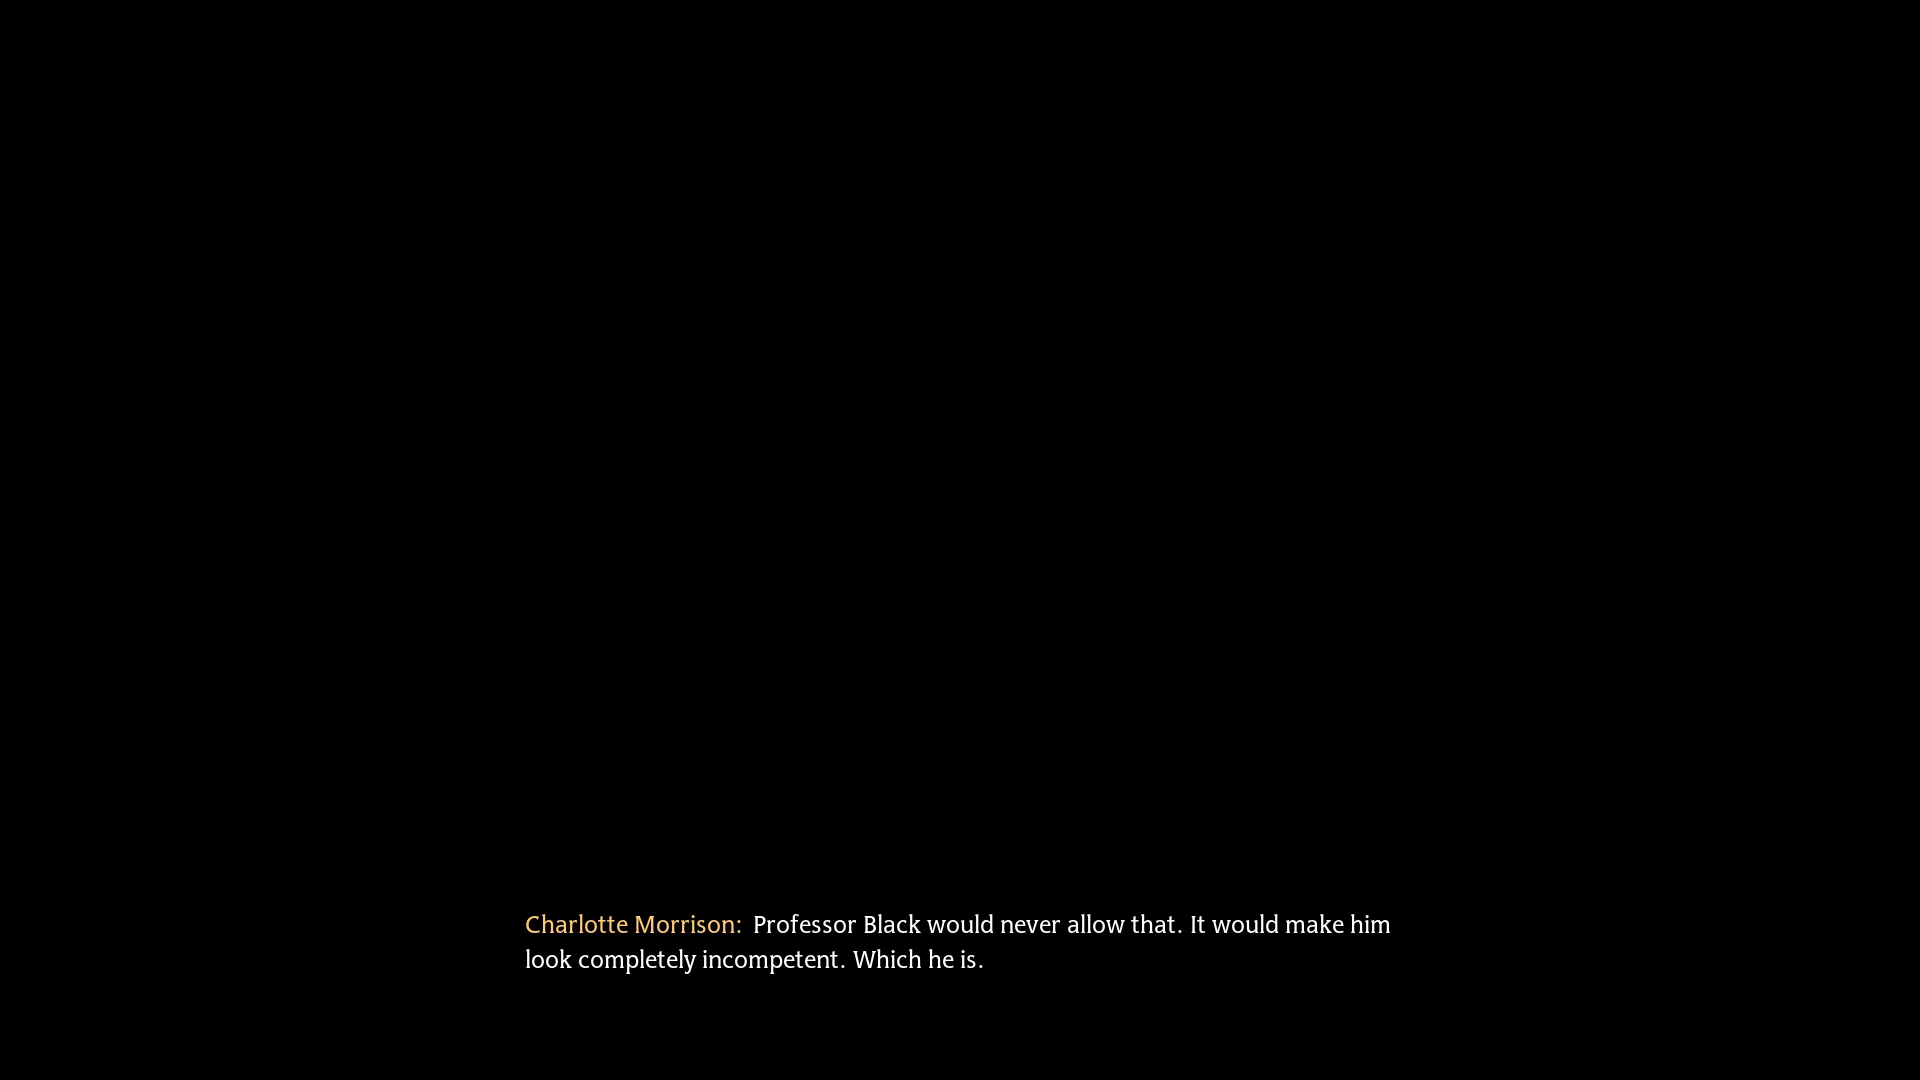 Charlotte Morrison: Professor Black would never allow that. It would make him
look completely incompetent. Which he is.